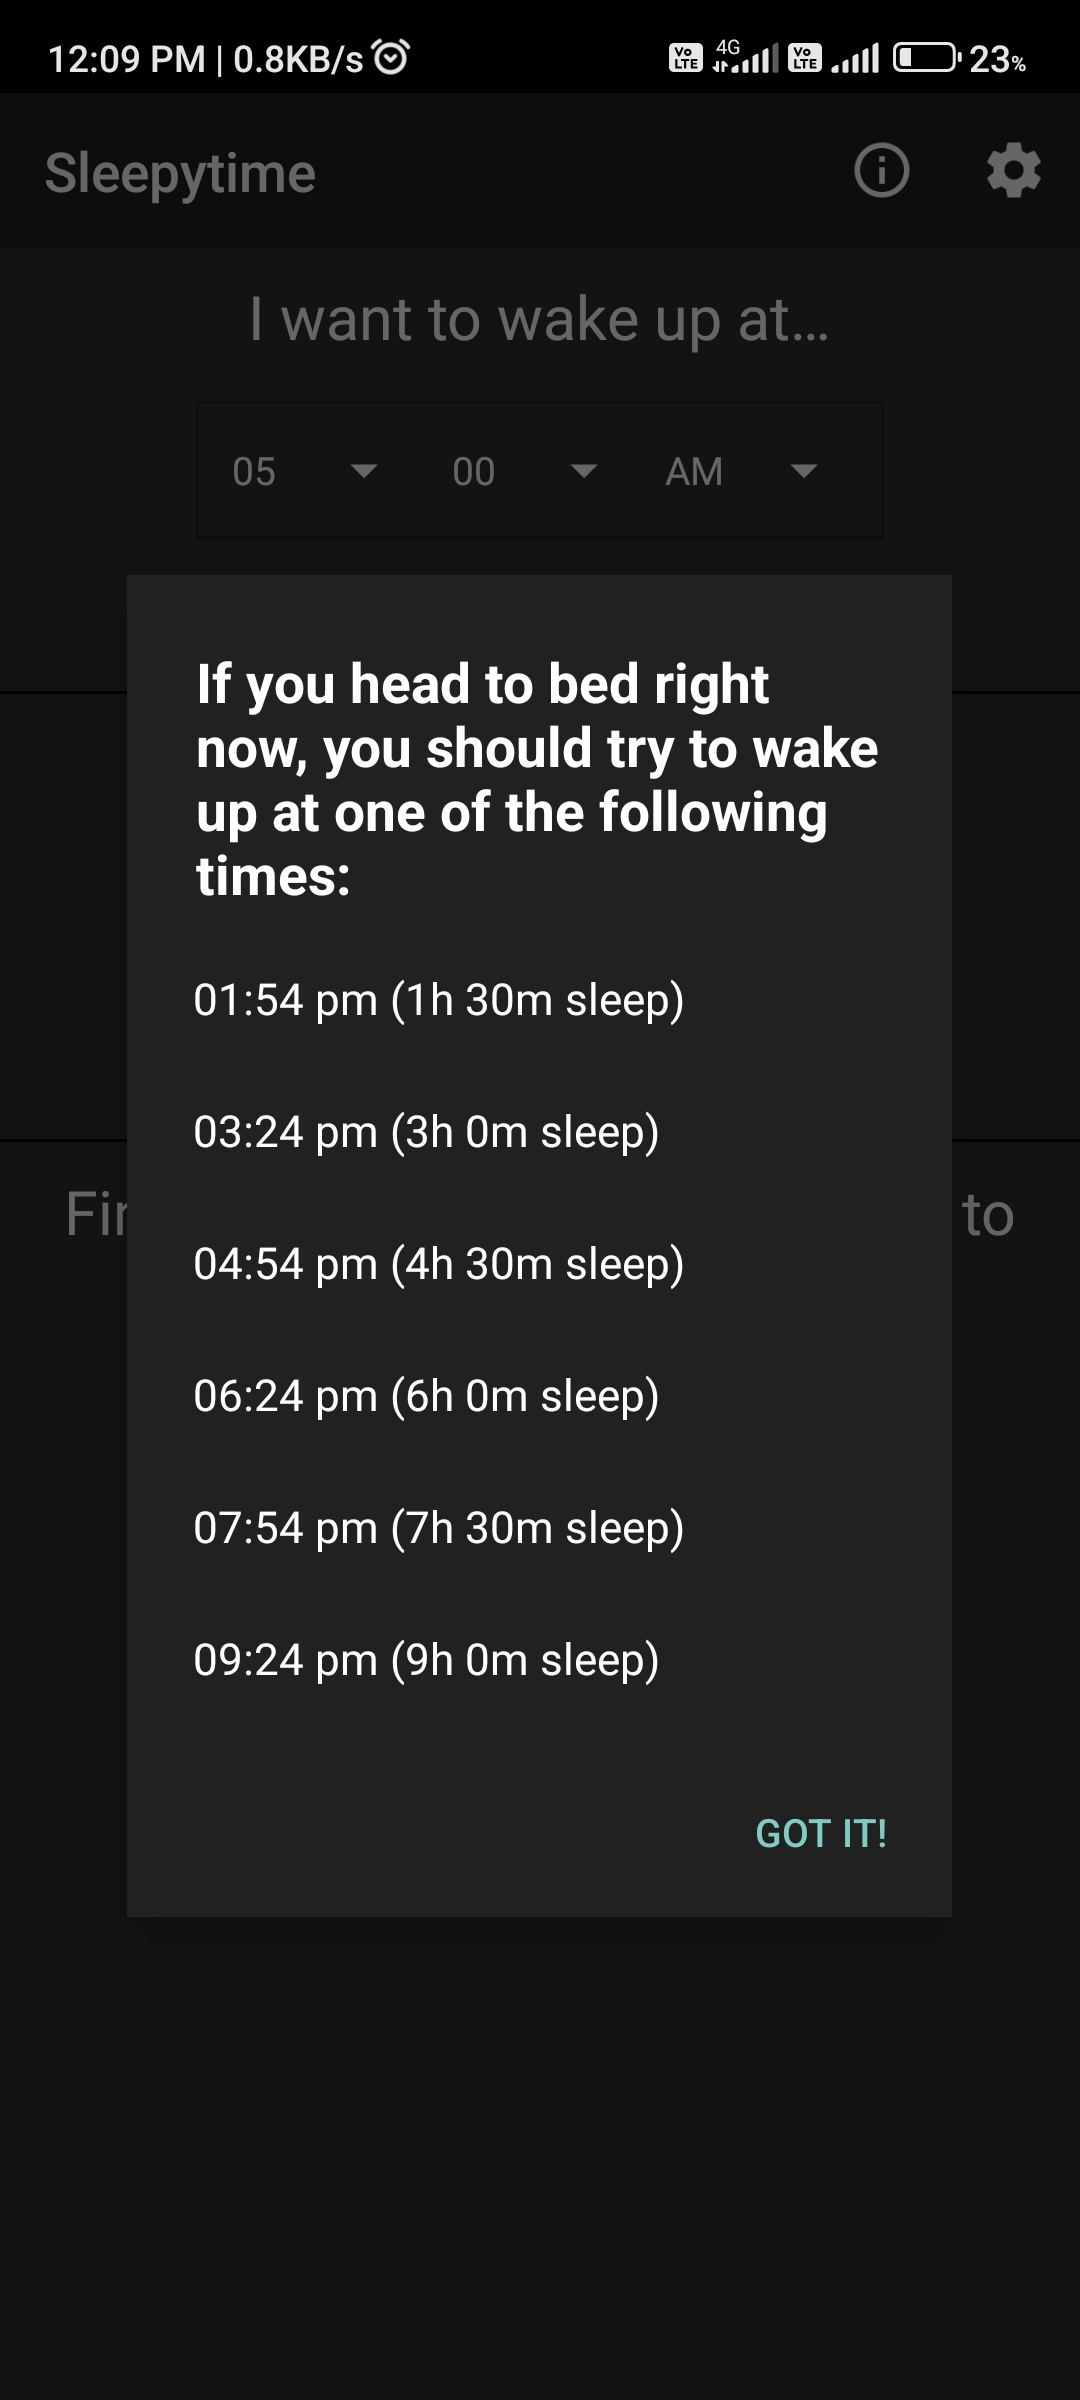 12:09 PM | 0.8KB/s Vo LTE 4G Vo LTE 23%
Sleepytime
I want to wake up at...
05 00 AM
If you head to bed right
now, you should try to wake
up at one of the following
times:
01:54 pm (1h 30m sleep)
03:24 pm (3h 0m sleep)
to
04:54 pm (4h 30m sleep)
06:24 pm (6h 0m sleep)
07:54 pm (7h 30m sleep)
09:24 pm (9h 0m sleep)
GOT IT!